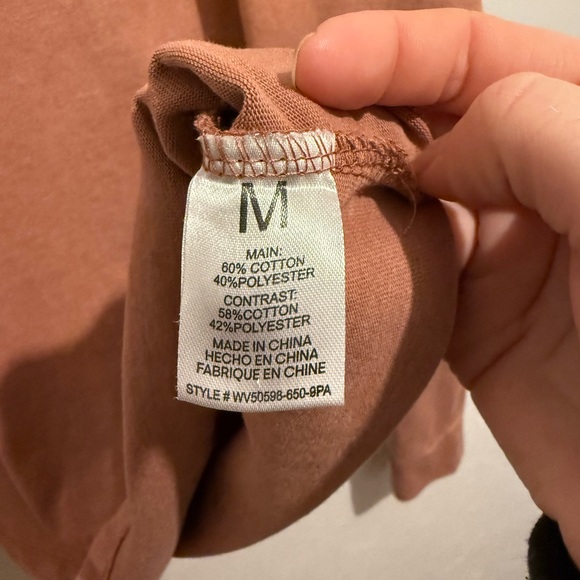 M
MAIN:
60% COTTON
40%POLYESTER
CONTRAST:
58%COTTON
42%POLYESTER
MADE IN CHINA
HECHO EN CHINA
FABRIQUE EN CHINE
STYLE # WV50598-650-9PA